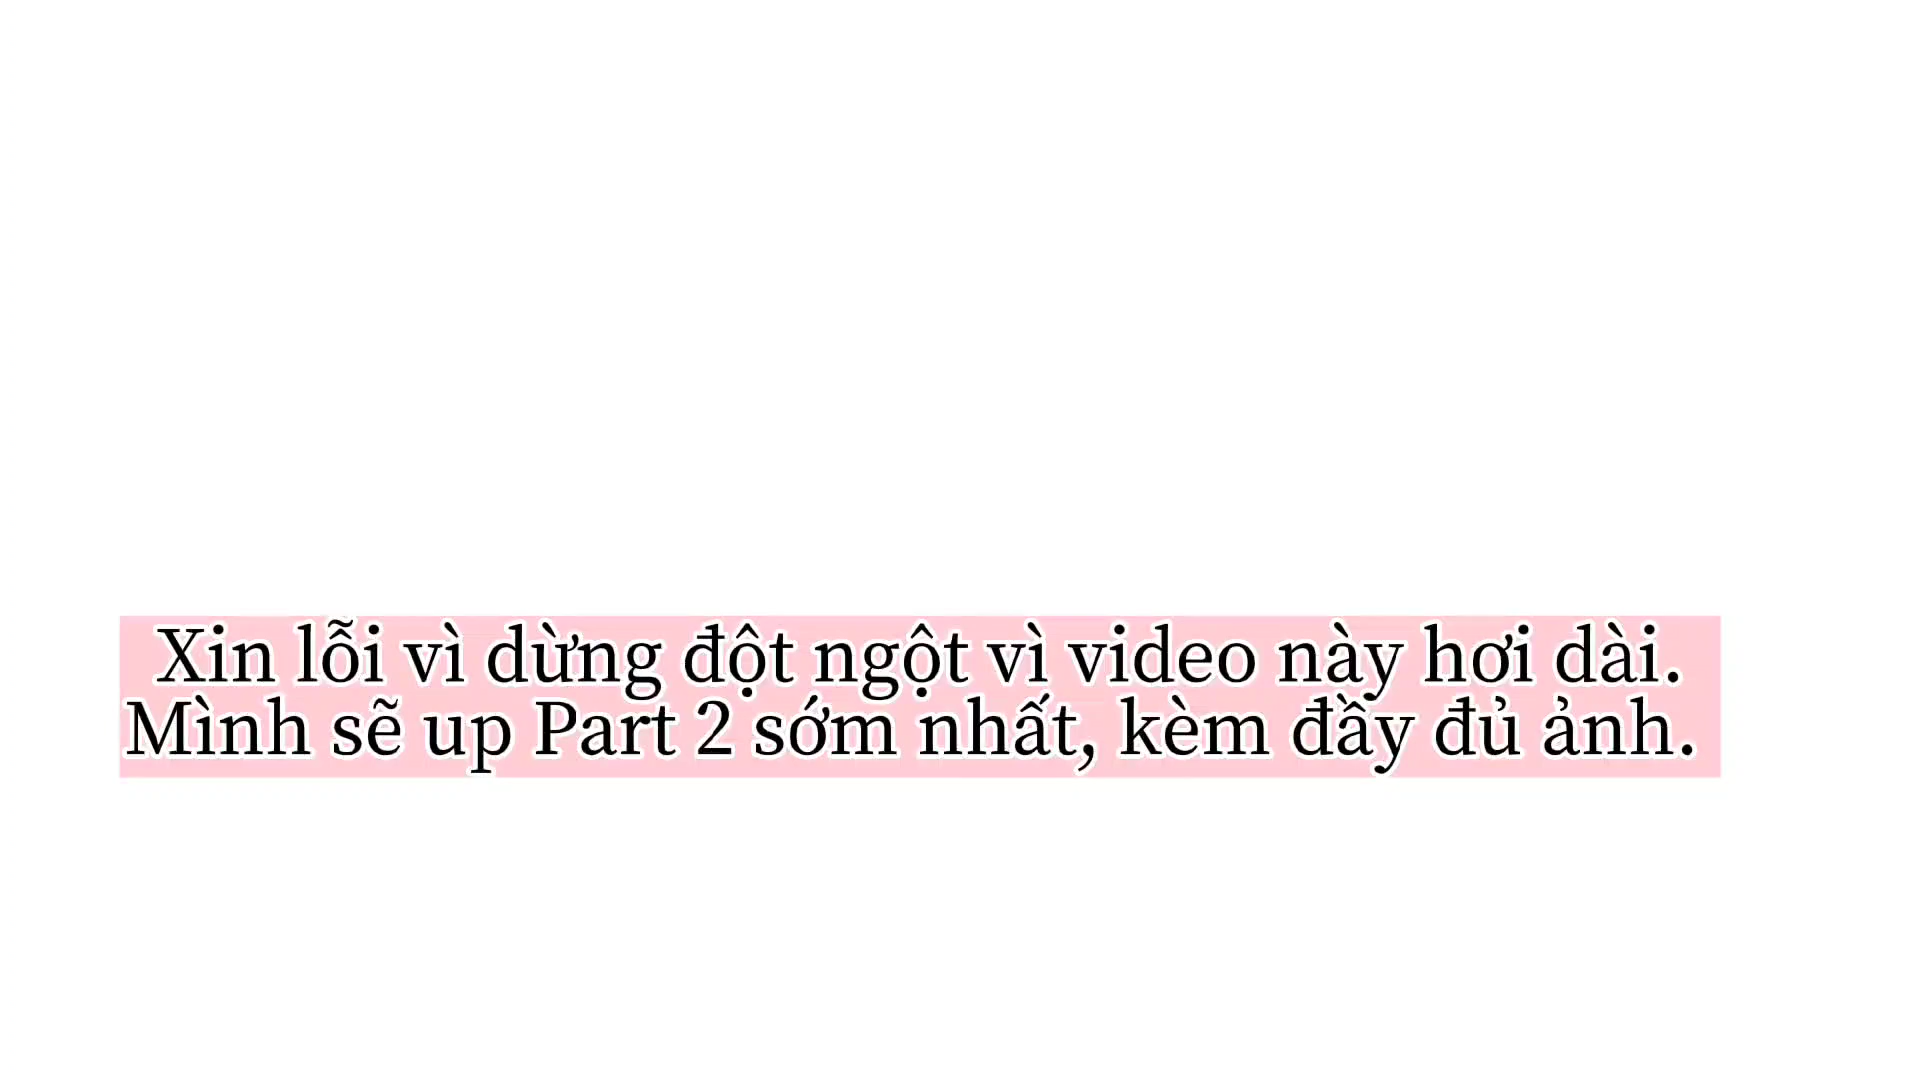 Xin lỗi vì dừng đột ngột vì video này hơi dài.
Mình sẽ up Part 2 sớm nhất, kèm đầy đủ ảnh.